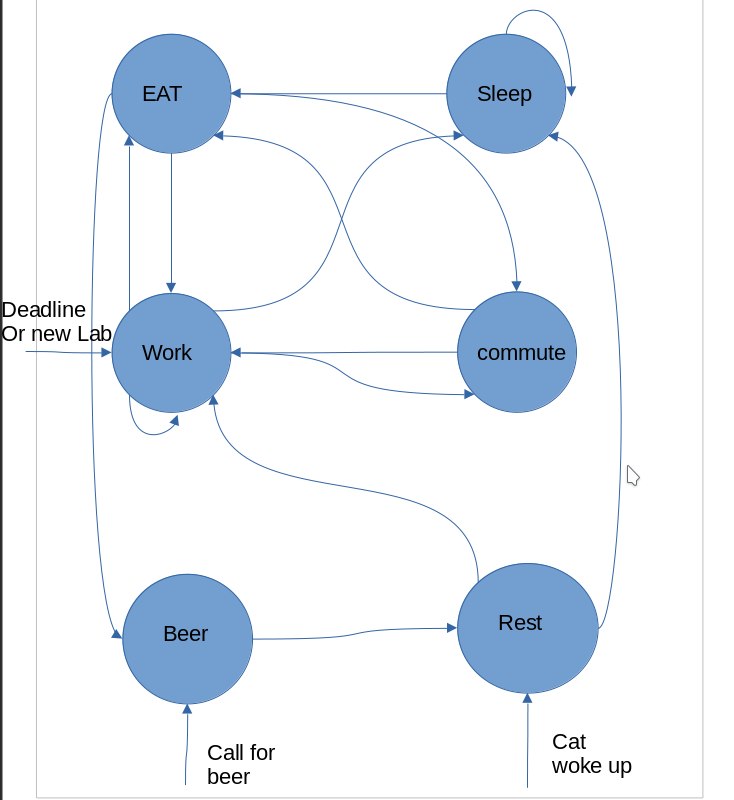 EAT
Sleep
Deadline
Or new Lab
Work
commute
Beer
Rest
Call for
beer
Cat
woke up